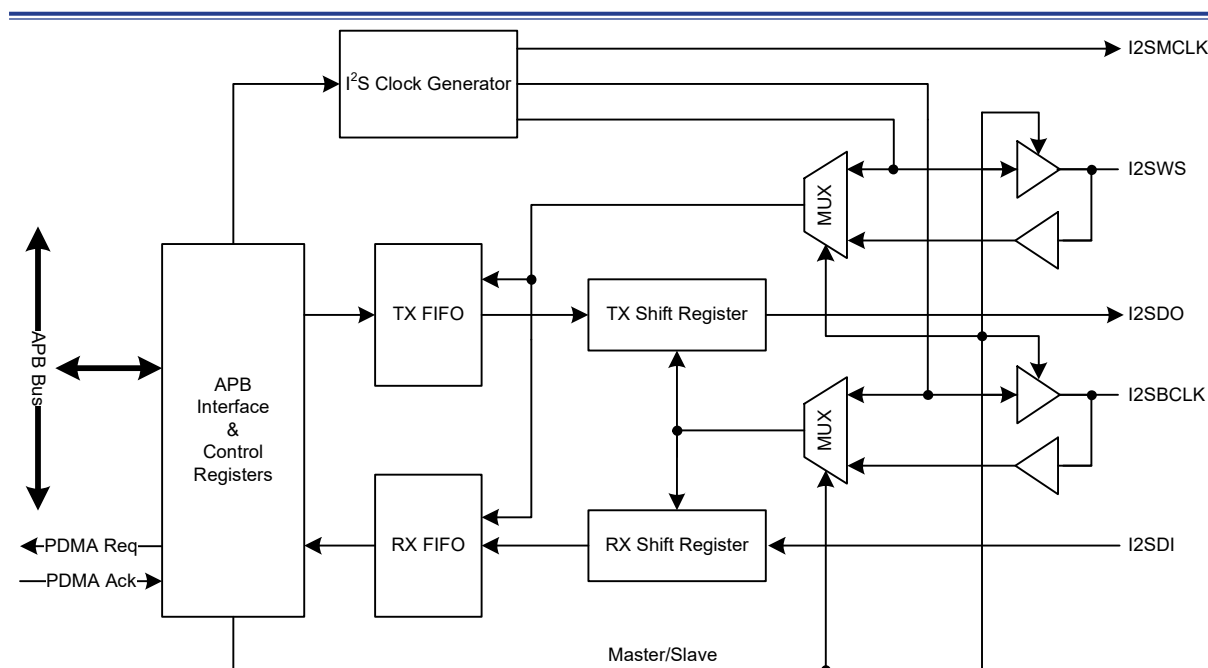 I2SMCLK
I²S Clock Generator
I2SWS
MUX
TX FIFO
TX Shift Register
I2SDO
APB Bus
APB
Interface
&
Control
Registers
I2SBCLK
MUX
PDMA Req
RX FIFO
RX Shift Register
I2SDI
PDMA Ack
Master/Slave